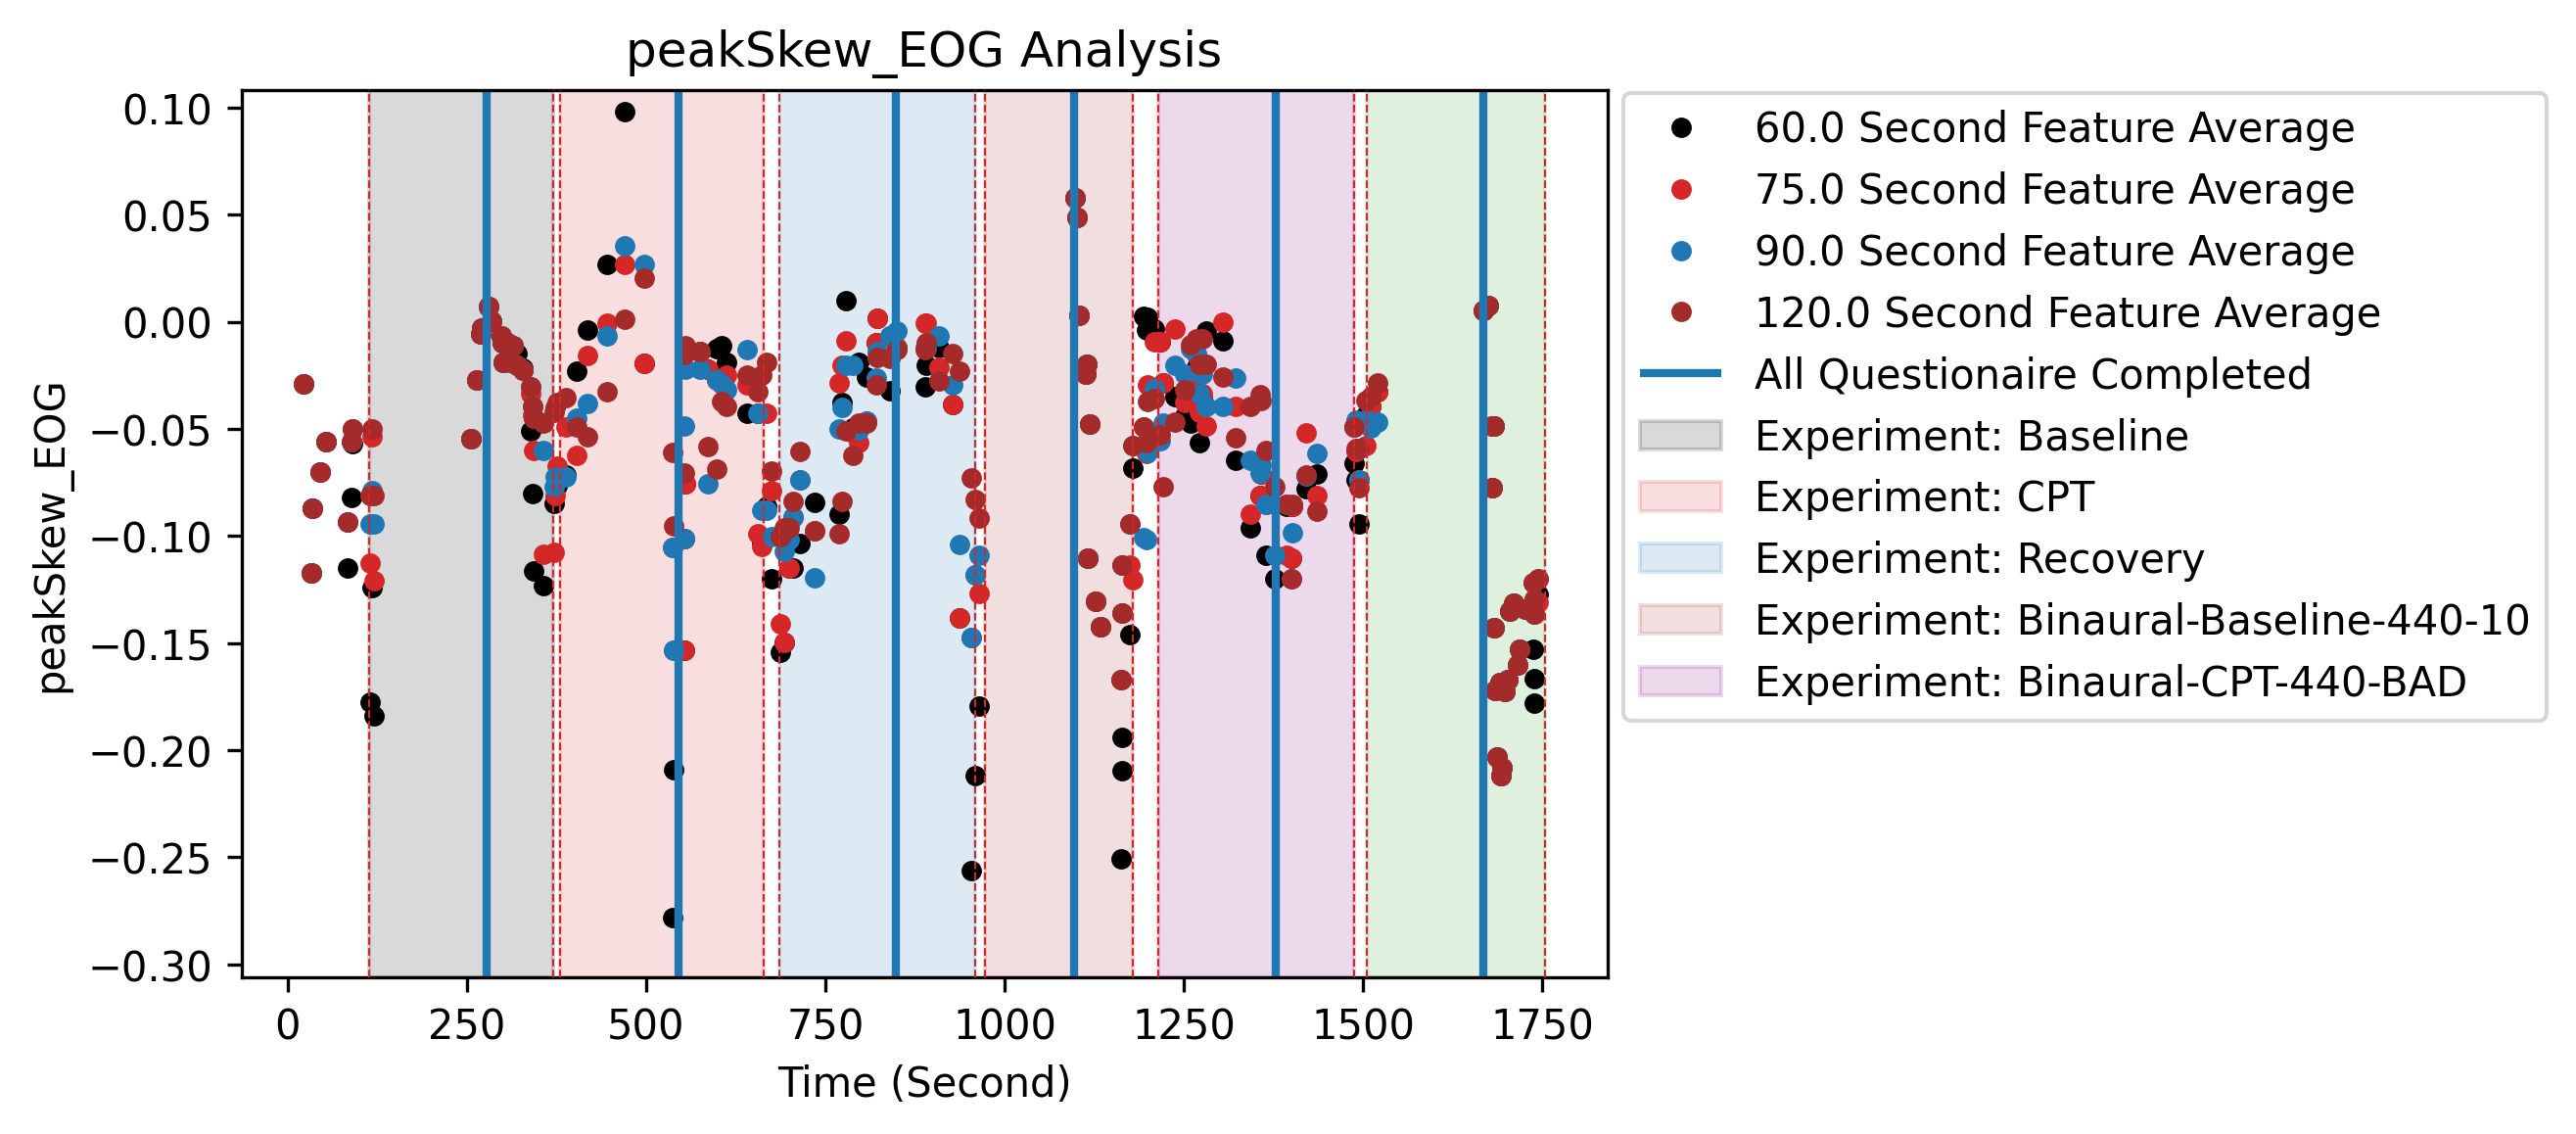 peakSkew_EOG Analysis
peakSkew_EOG
0.10
0.05
0.00
−0.05
−0.10
−0.15
−0.20
−0.25
−0.30
0 250 500 750 1000 1250 1500 1750
Time (Second)
60.0 Second Feature Average
75.0 Second Feature Average
90.0 Second Feature Average
120.0 Second Feature Average
All Questionaire Completed
Experiment: Baseline
Experiment: CPT
Experiment: Recovery
Experiment: Binaural-Baseline-440-10
Experiment: Binaural-CPT-440-BAD